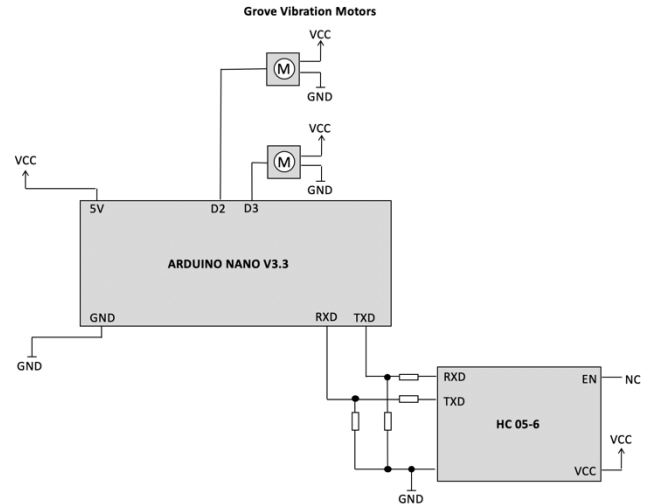 Grove Vibration Motors
VCC
M
GND
VCC
M
GND
VCC
5V
D2 D3
ARDUINO NANO V3.3
GND
RXD TXD
GND
RXD
EN NC
TXD
HC 05-6
VCC
VCC
GND